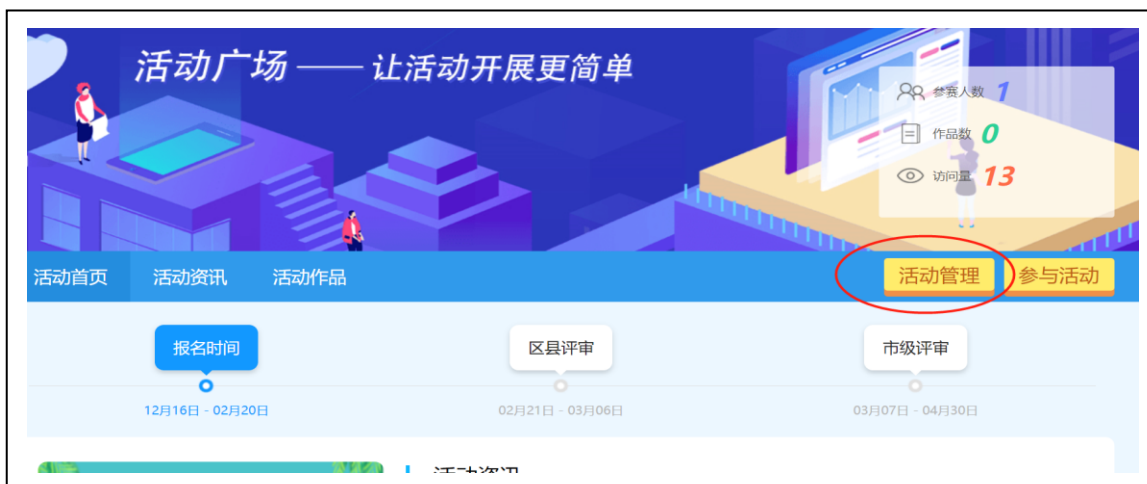 活动广场 —— 让活动开展更简单
参赛人数 1
作品数 0
访问量 13
活动首页 活动资讯 活动作品 活动管理 参与活动
报名时间 区县评审 市级评审
12月16日 - 02月20日 02月21日 - 03月06日 03月07日 - 04月30日
活动资讯